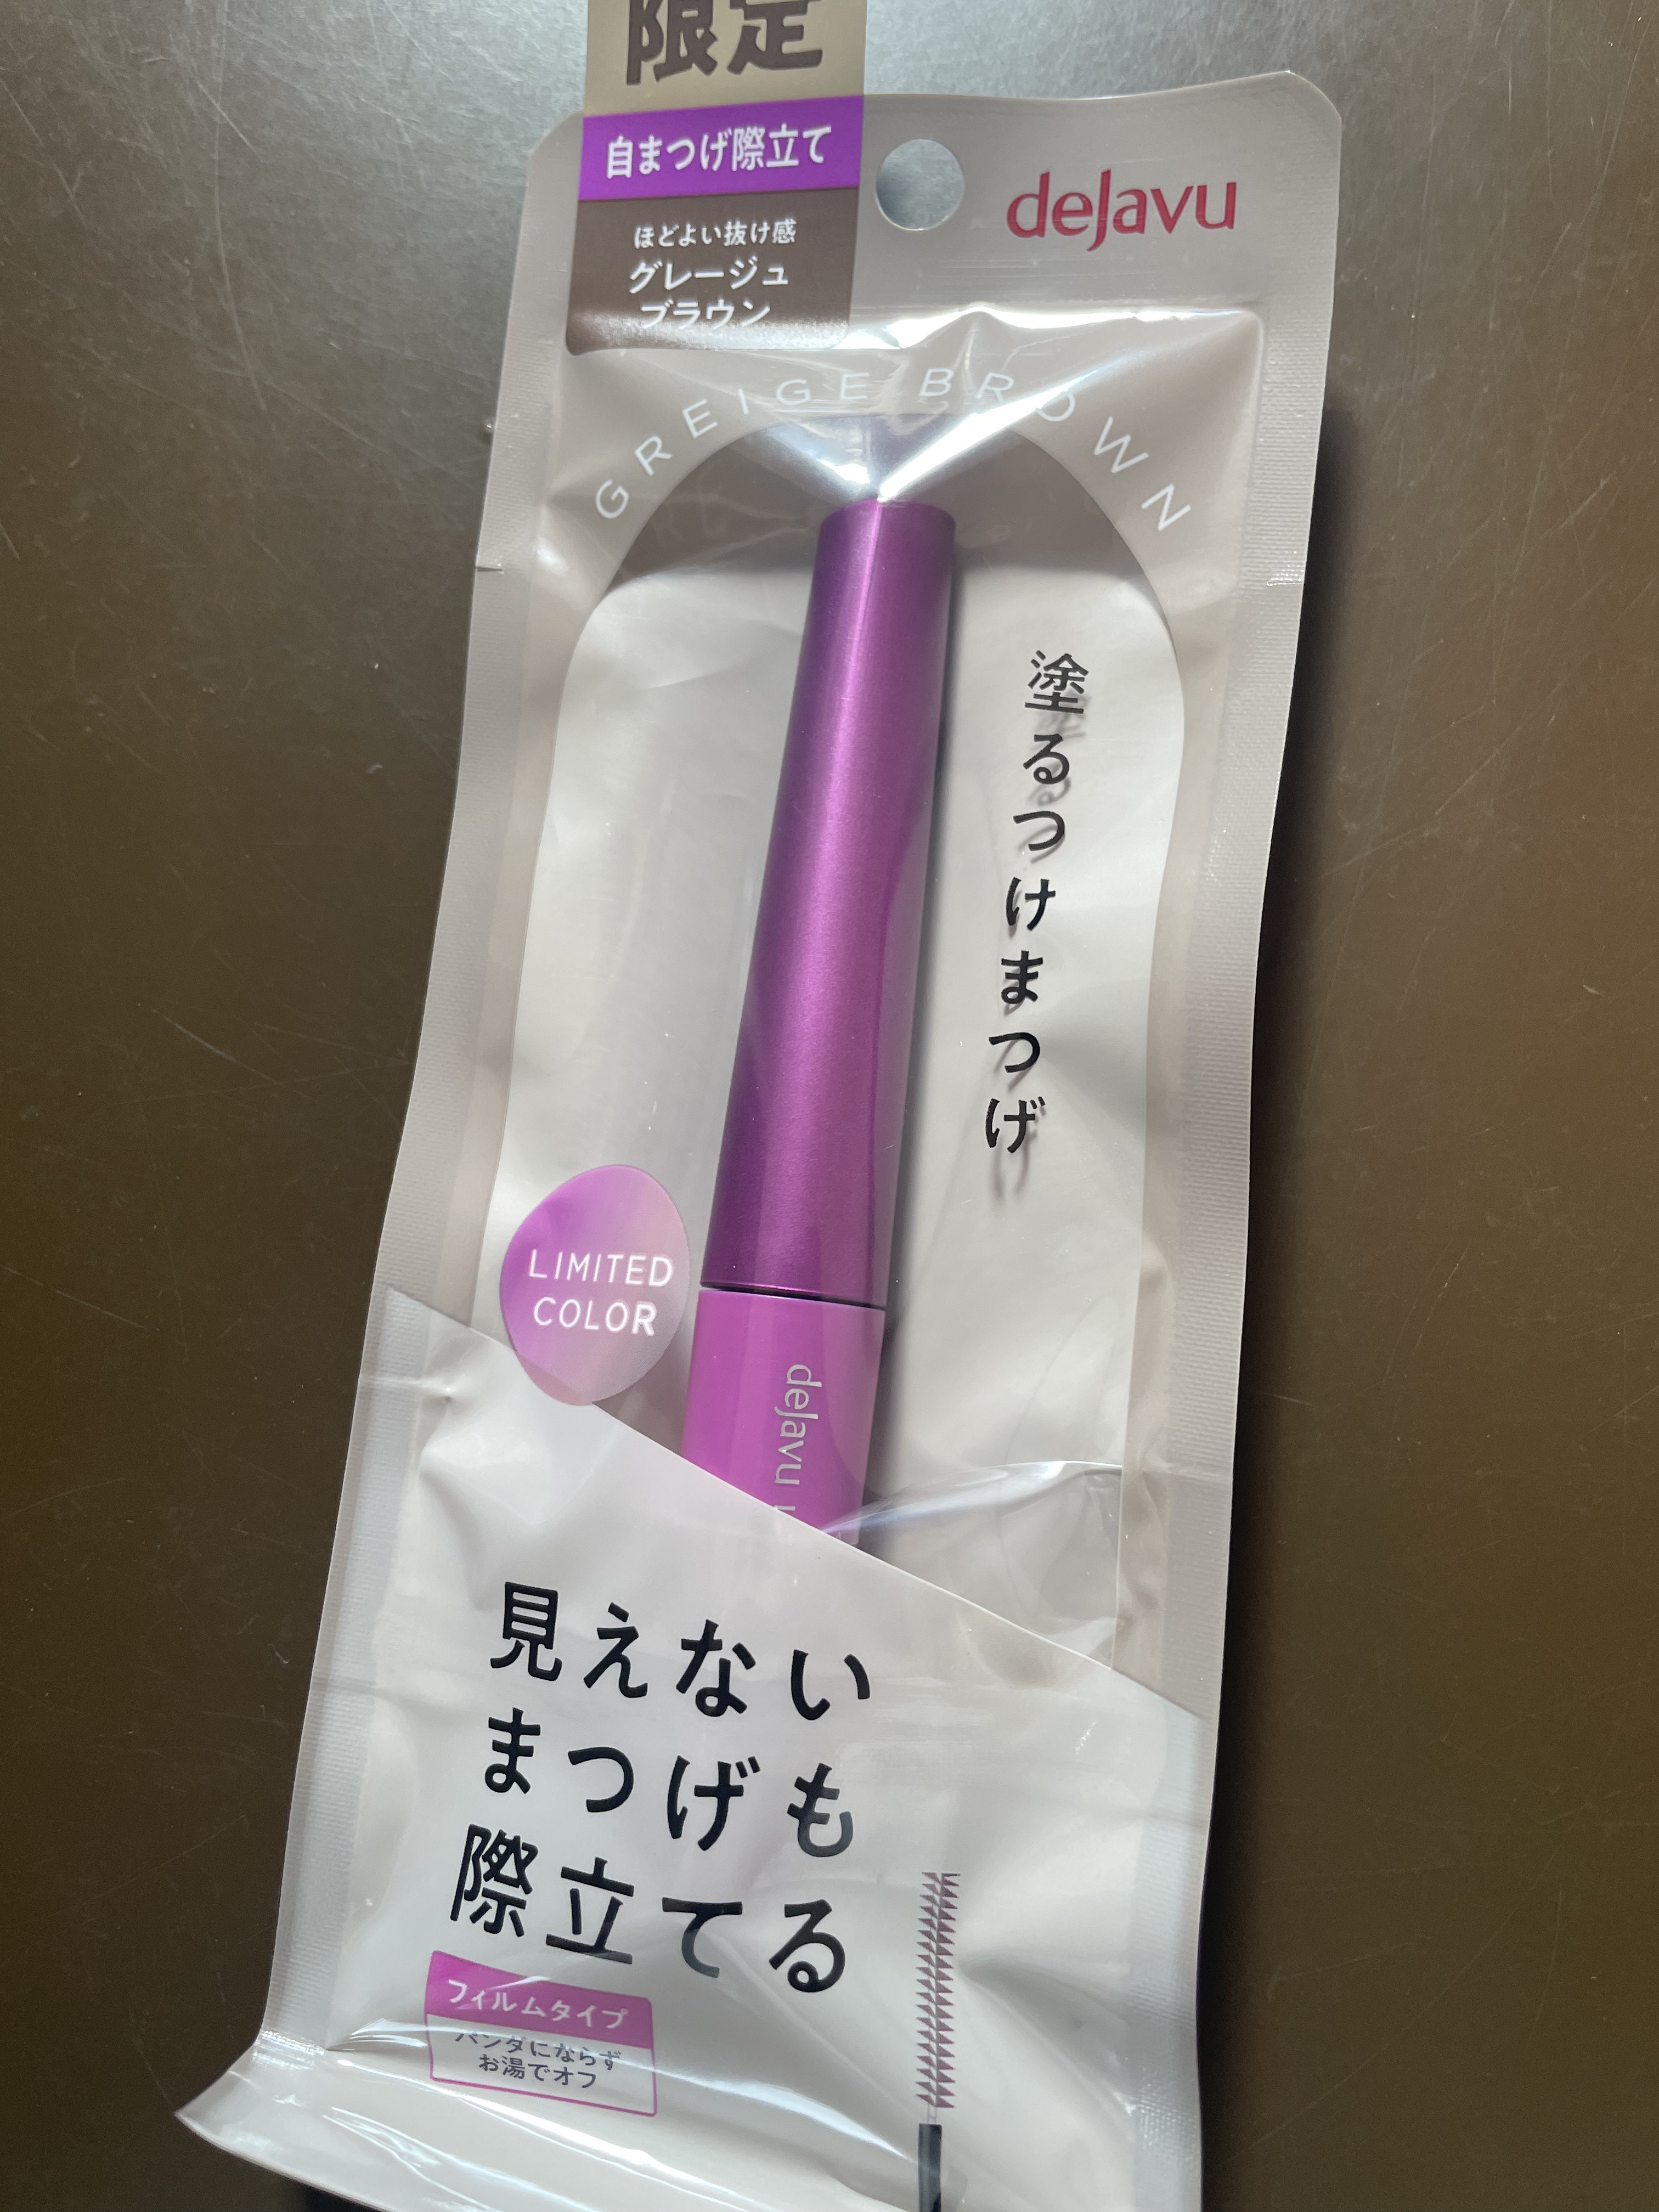 限定
自まつげ際立て
ほどよい抜け感
グレージュ
ブラウン
dejavu
GREIGE BROWN
塗るつけまつげ
LIMITED
COLOR
dejavu
見えない
まつげも
際立てる
フィルムタイプ
パンダにならず
お湯でオフ